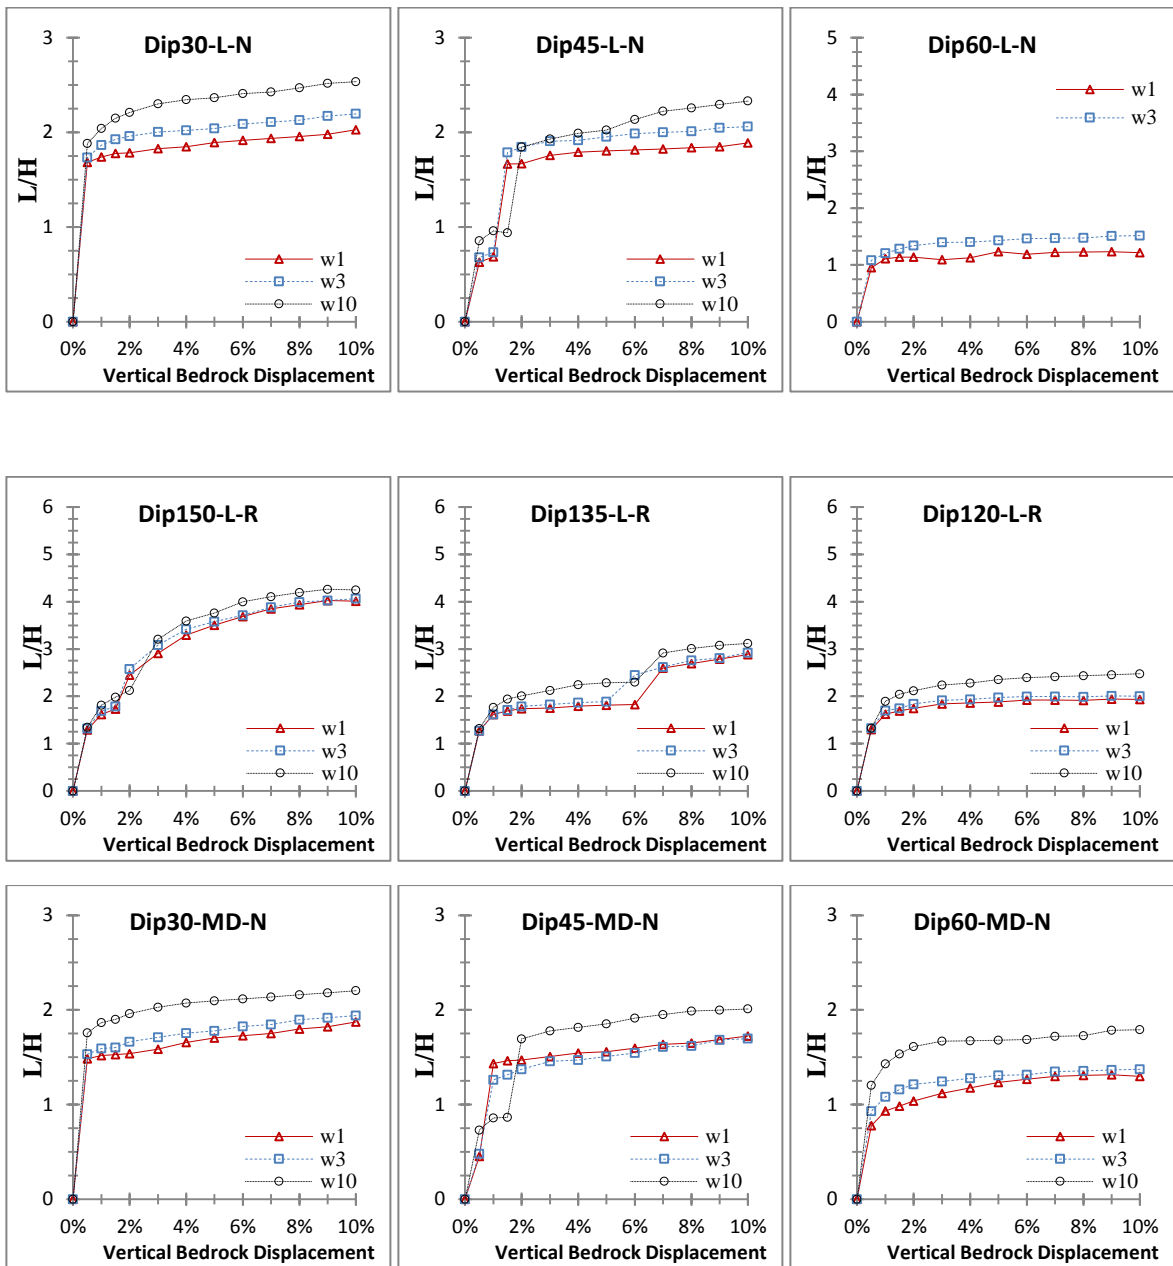 Dip30-L-N
3
2
1
0
L/H
w1
w3
w10
0% 2% 4% 6% 8% 10%
Vertical Bedrock Displacement
Dip45-L-N
3
2
1
0
L/H
w1
w3
w10
0% 2% 4% 6% 8% 10%
Vertical Bedrock Displacement
Dip60-L-N
5
4
3
2
1
0
L/H
w1
w3
0% 2% 4% 6% 8% 10%
Vertical Bedrock Displacement
Dip150-L-R
6
5
4
3
2
1
0
L/H
w1
w3
w10
0% 2% 4% 6% 8% 10%
Vertical Bedrock Displacement
Dip135-L-R
6
5
4
3
2
1
0
L/H
w1
w3
w10
0% 2% 4% 6% 8% 10%
Vertical Bedrock Displacement
Dip120-L-R
6
5
4
3
2
1
0
L/H
w1
w3
w10
0% 2% 4% 6% 8% 10%
Vertical Bedrock Displacement
Dip30-MD-N
3
2
1
0
L/H
w1
w3
w10
0% 2% 4% 6% 8% 10%
Vertical Bedrock Displacement
Dip45-MD-N
3
2
1
0
L/H
w1
w3
w10
0% 2% 4% 6% 8% 10%
Vertical Bedrock Displacement
Dip60-MD-N
3
2
1
0
L/H
w1
w3
w10
0% 2% 4% 6% 8% 10%
Vertical Bedrock Displacement